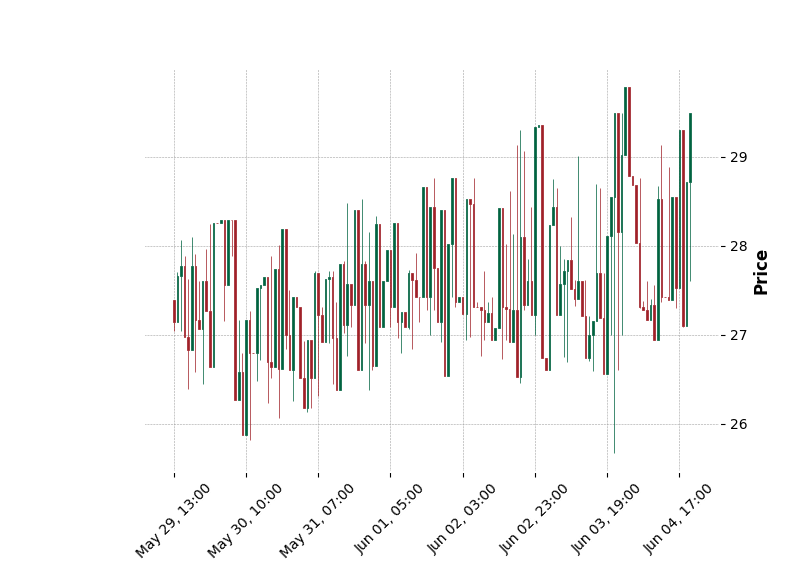 29
28
27
26
Price
May 29, 13:00
May 30, 10:00
May 31, 07:00
Jun 01, 05:00
Jun 02, 03:00
Jun 02, 23:00
Jun 03, 19:00
Jun 04, 17:00